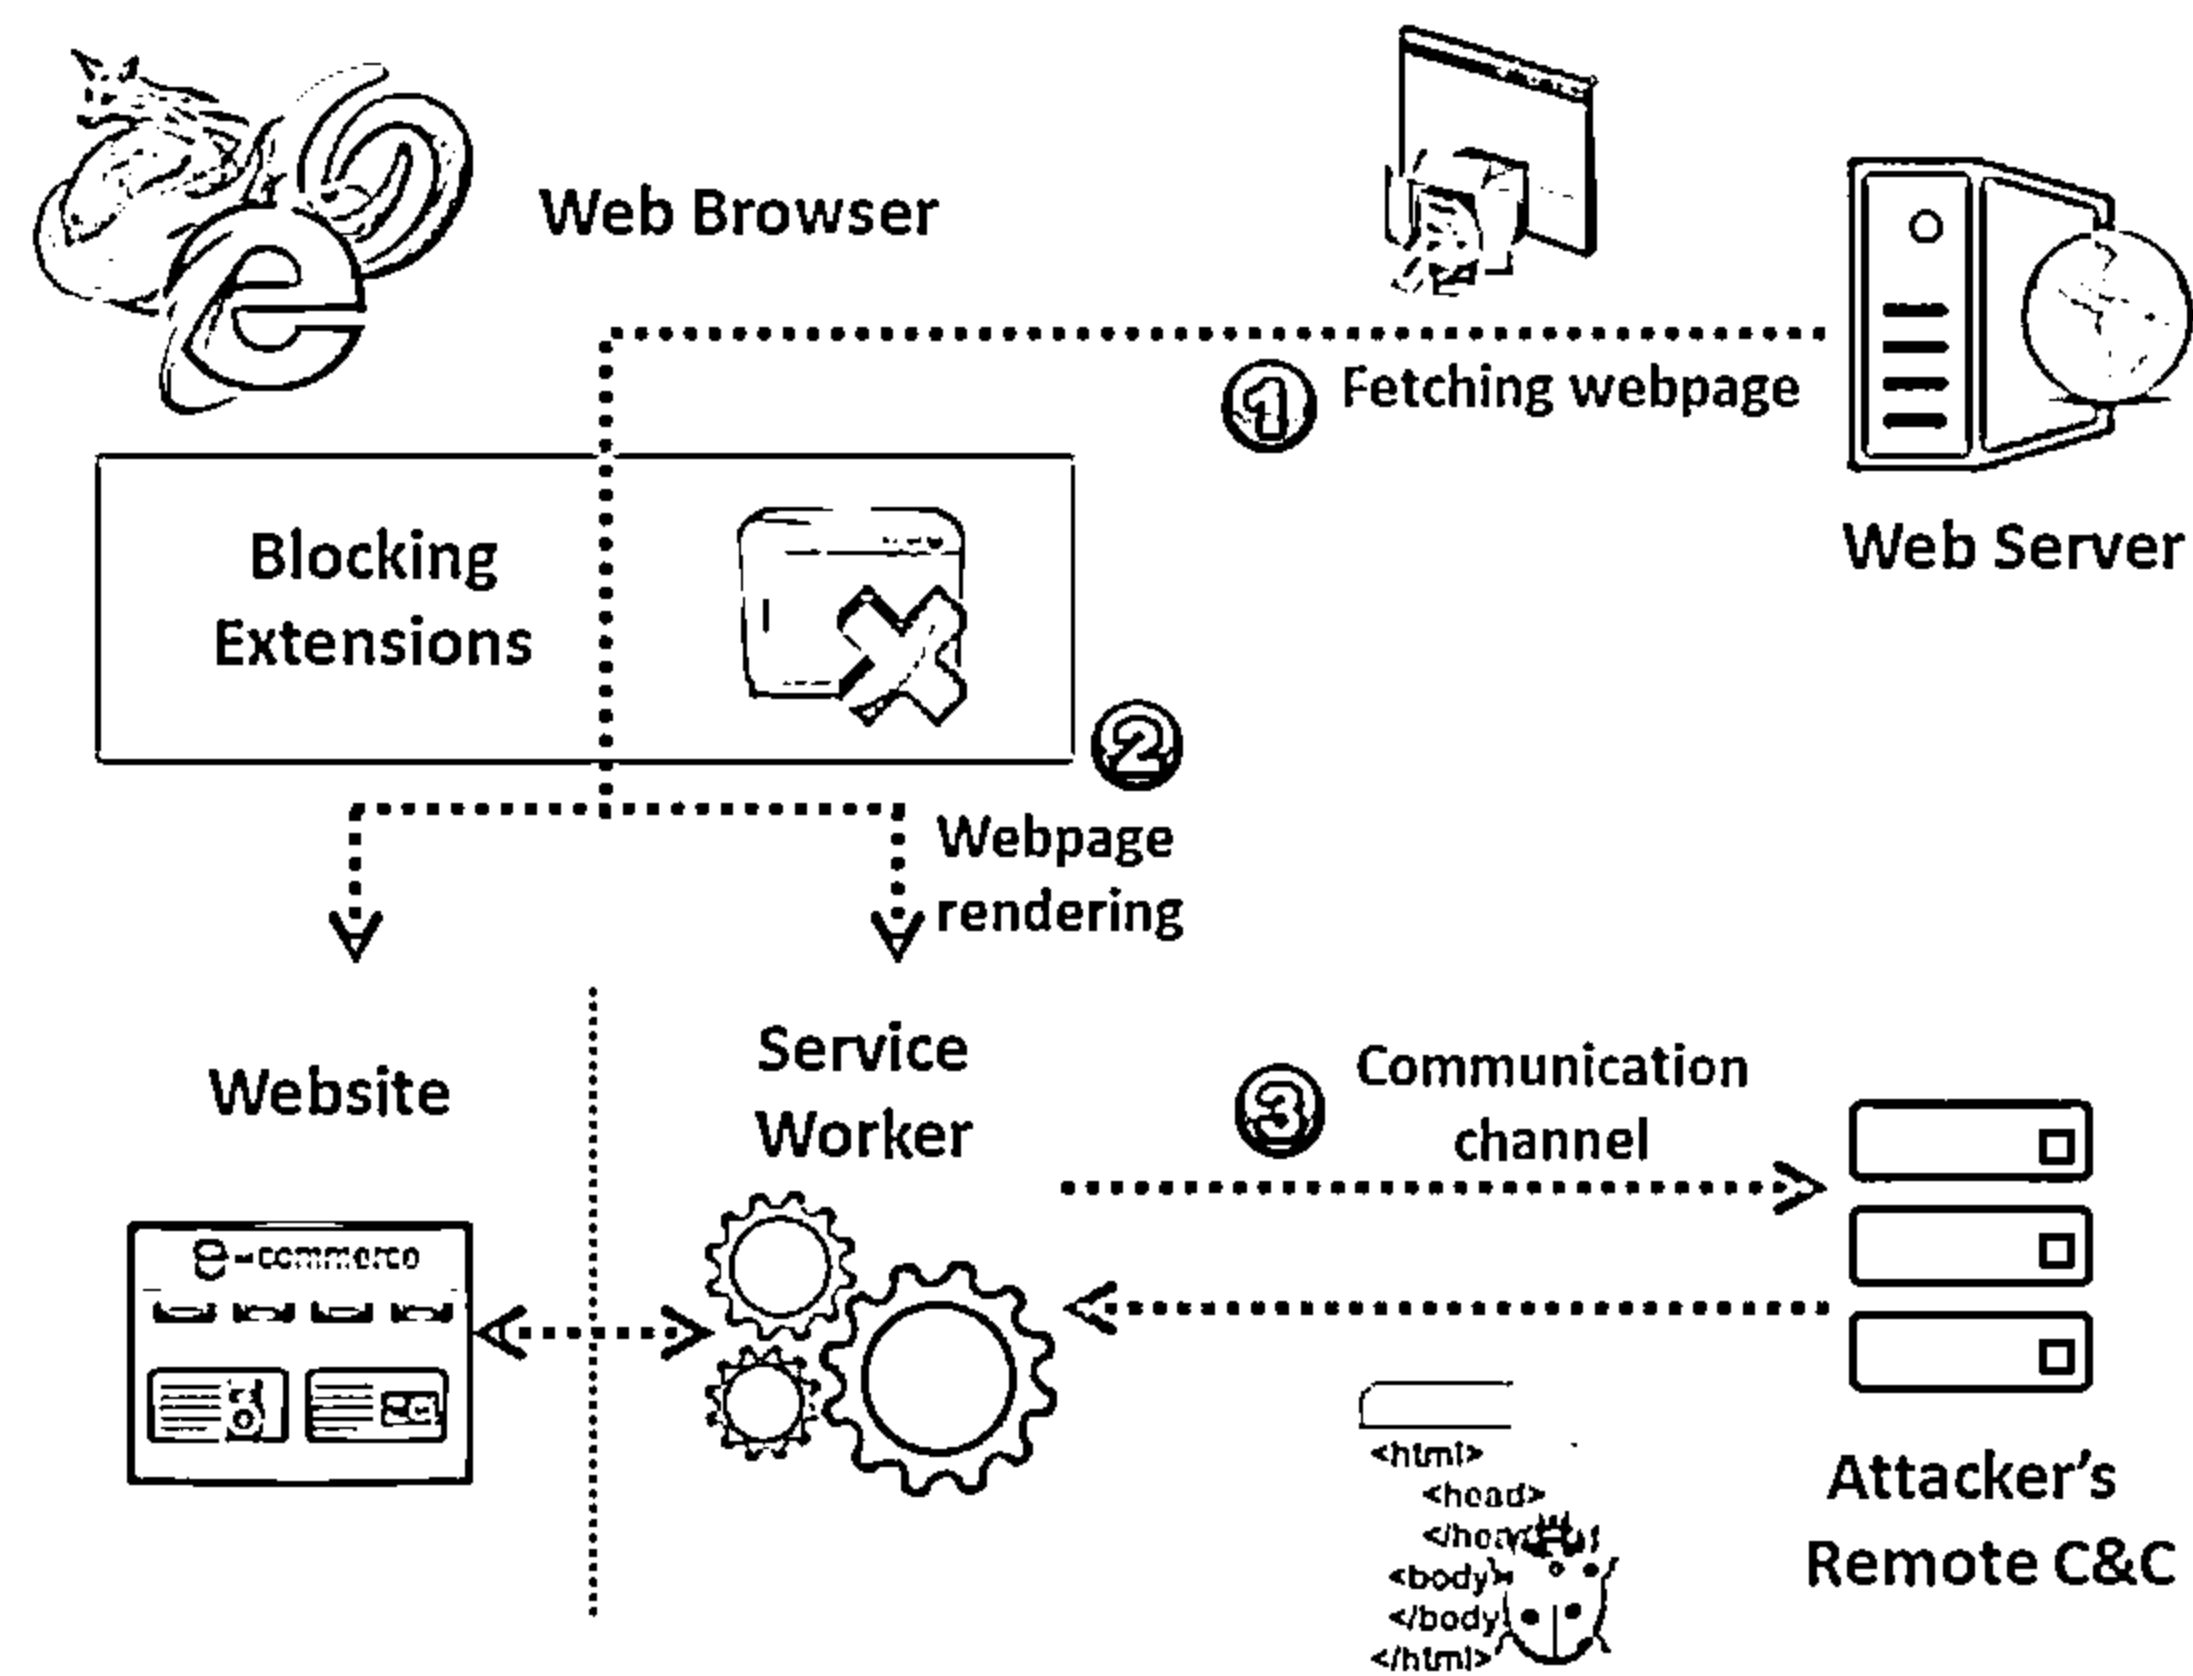 Web Browser
1 Fetching webpage
Web Server
Blocking
Extensions
2
Webpage
rendering
Website
Service
Worker
3 Communication
channel
e-commerco
<html>
<head>
<body>
</body
</html>
Attacker's
Remote C&C